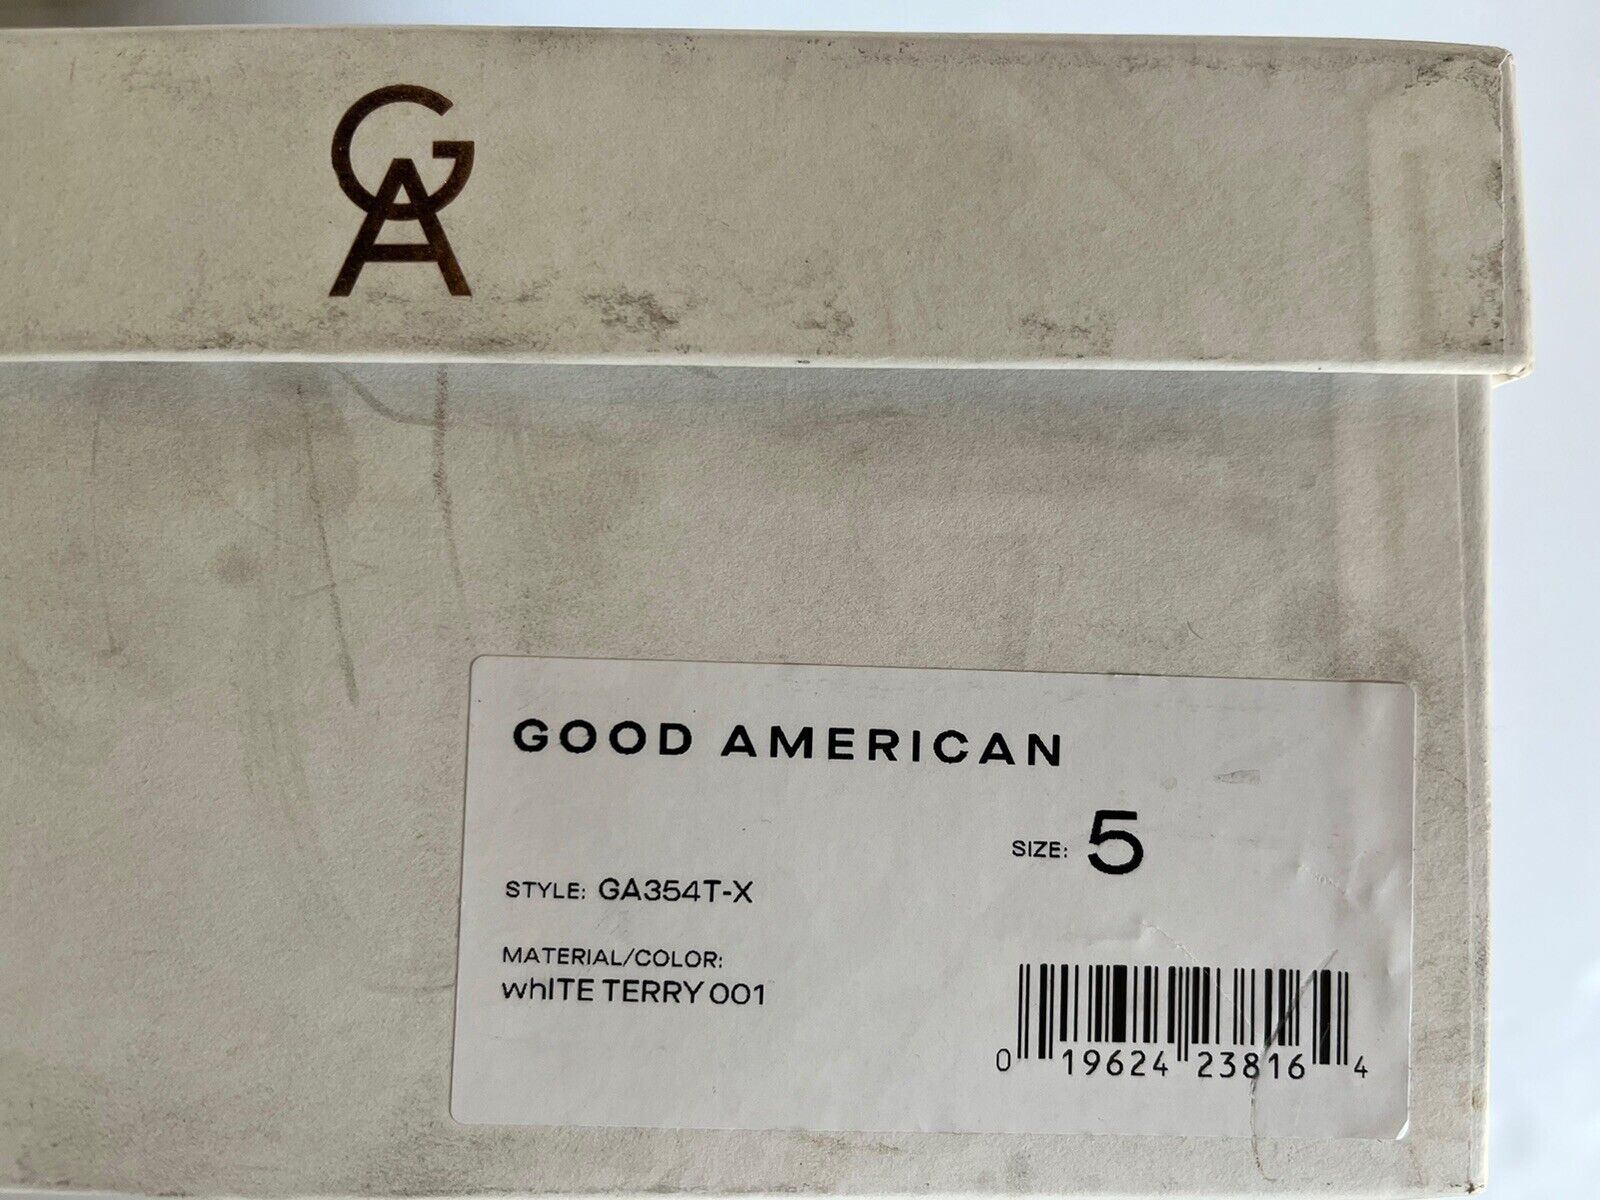 GA
GOOD AMERICAN
SIZE: 5
STYLE: GA354T-X
MATERIAL/COLOR:
whITE TERRY 001
0 19624 23816 4